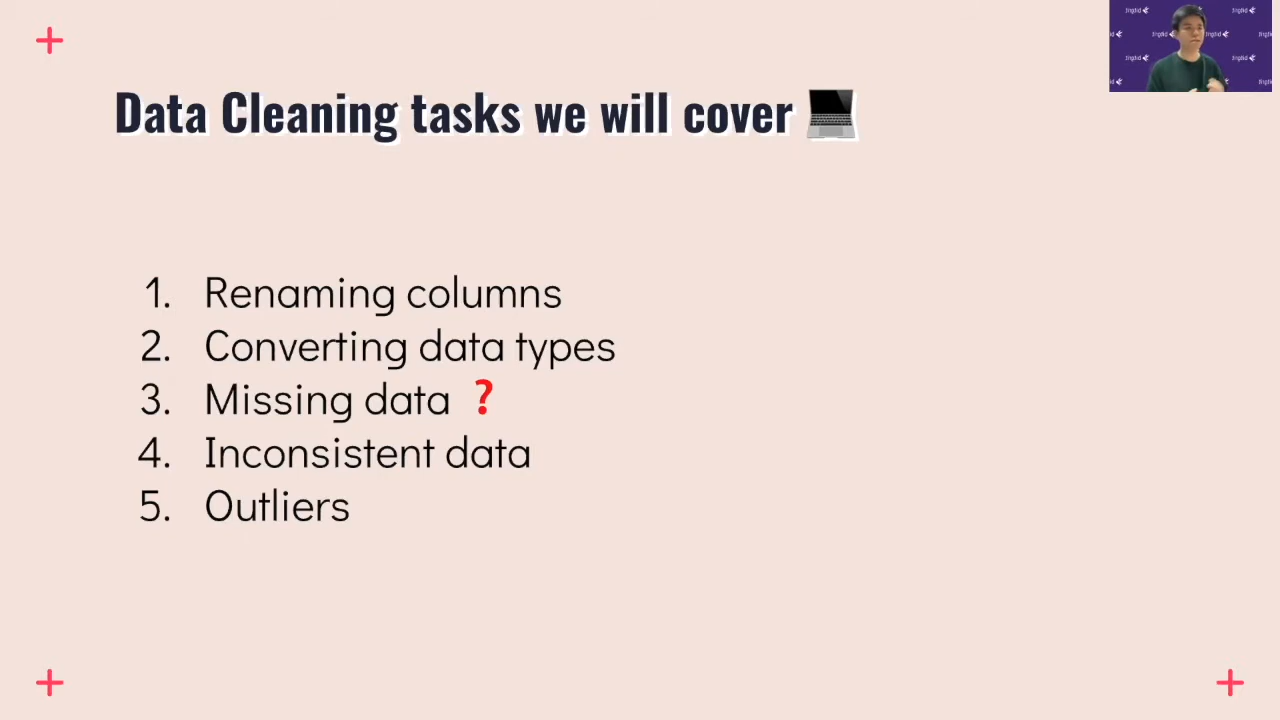 Data Cleaning tasks we will cover
1. Renaming columns
2. Converting data types
3. Missing data ❓
4. Inconsistent data
5. Outliers